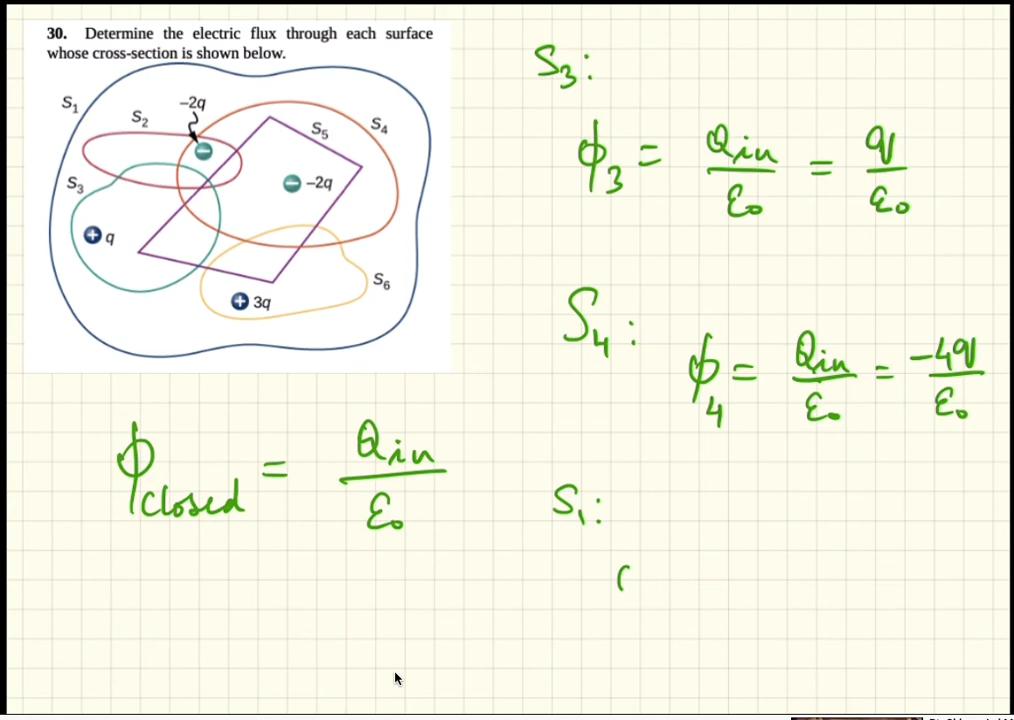 30. Determine the electric flux through each surface
whose cross-section is shown below.
S₁
S₂
−2q
S₅
S₄
S₃
−2q
+ q
S₆
+ 3q
ϕclosed = Qin / ε₀
S₃:
ϕ₃ = Qin / ε₀ = q / ε₀
S₄:
ϕ₄ = Qin / ε₀ = −4q / ε₀
S₁:
(